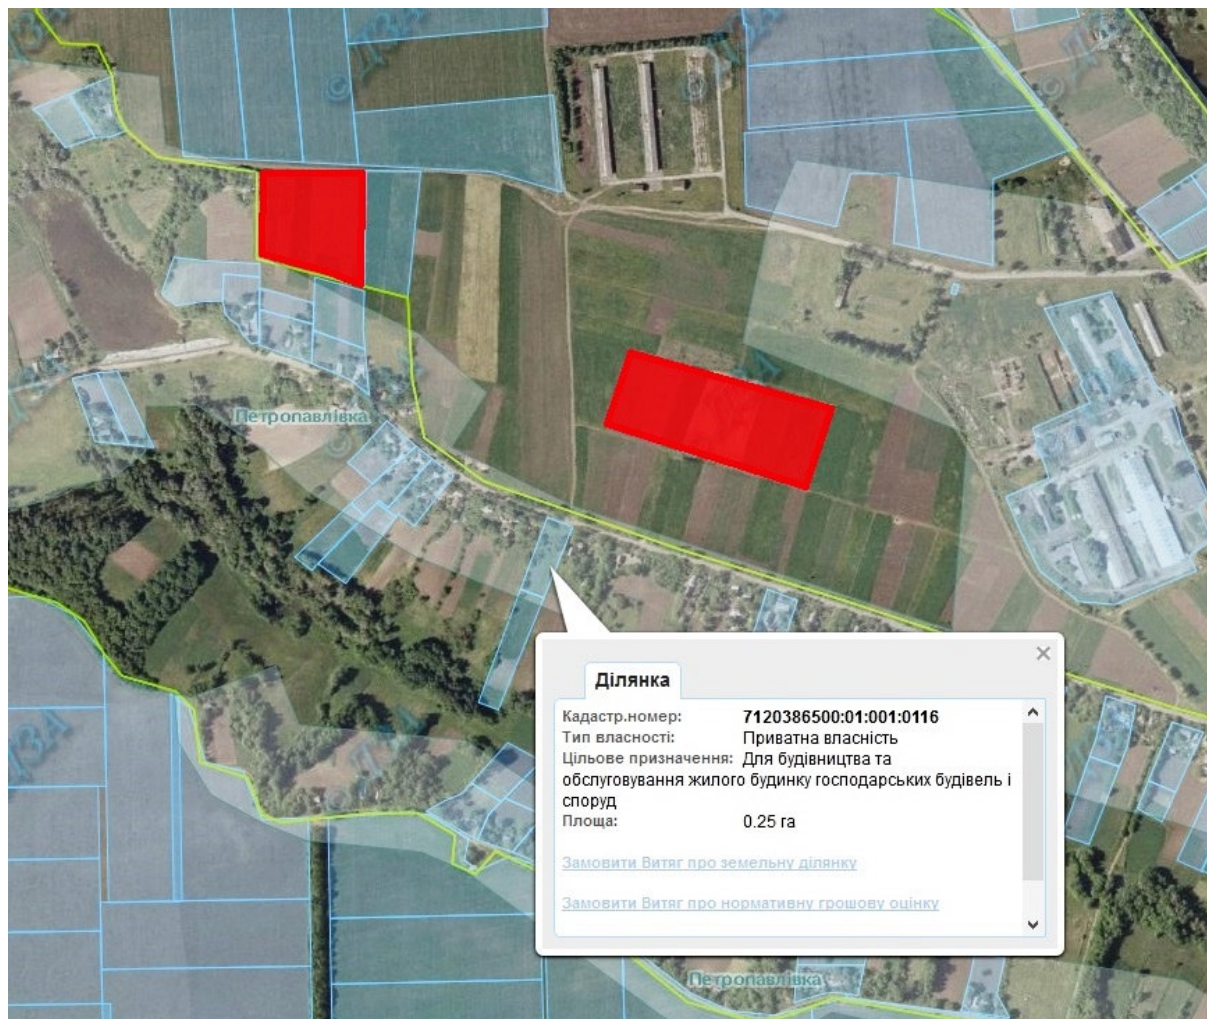 © ДЗА
© ДЗА
Петропавлівка
×
Ділянка
Кадастр.номер: 7120386500:01:001:0116
Тип власності: Приватна власність
Цільове призначення: Для будівництва та
обслуговування жилого будинку господарських будівель і
споруд
Площа: 0.25 га
Замовити Витяг про земельну ділянку
Замовити Витяг про нормативну грошову оцінку
Петропавлівка